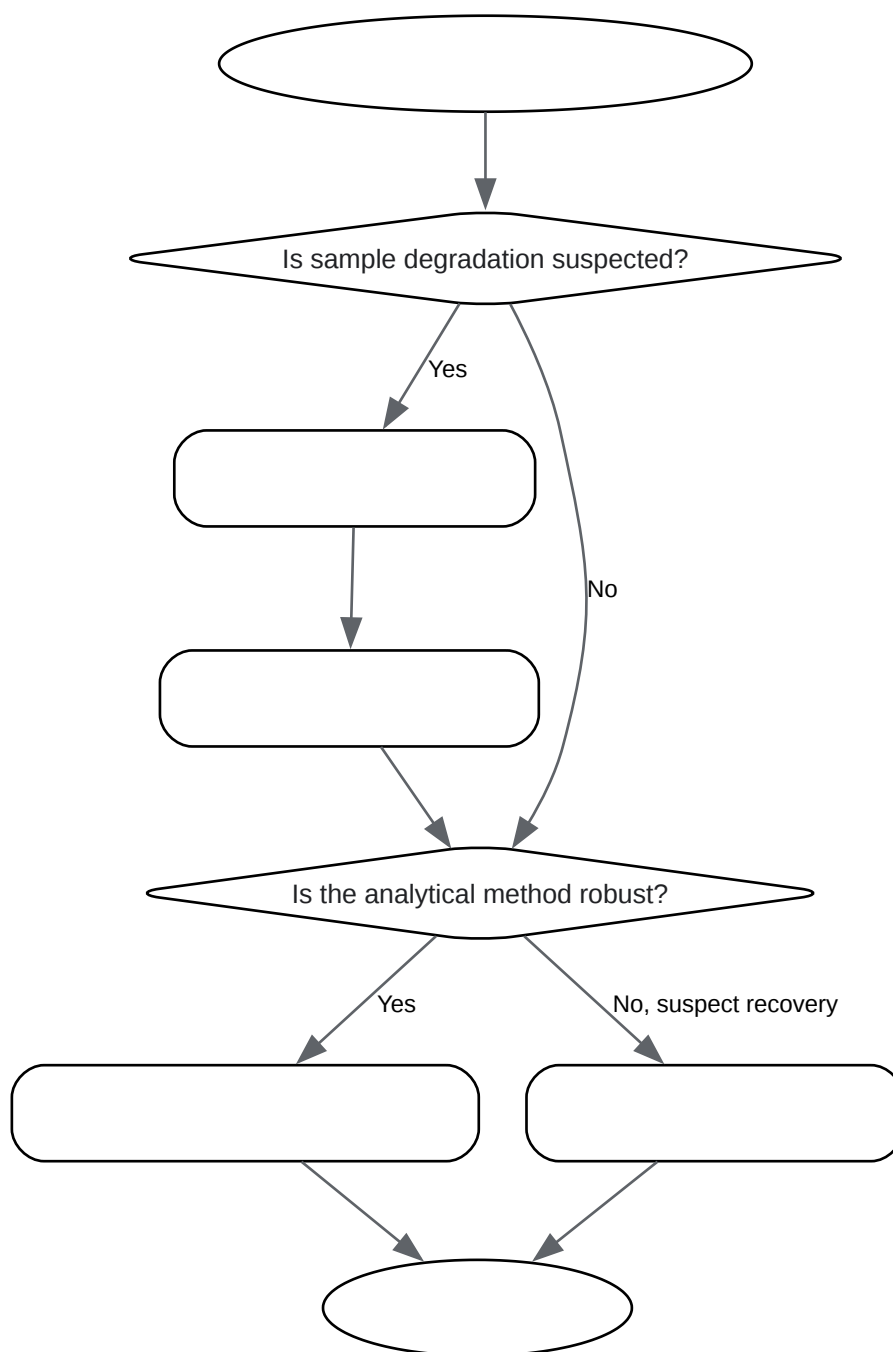 Is sample degradation suspected?
Yes
No
Is the analytical method robust?
Yes
No, suspect recovery